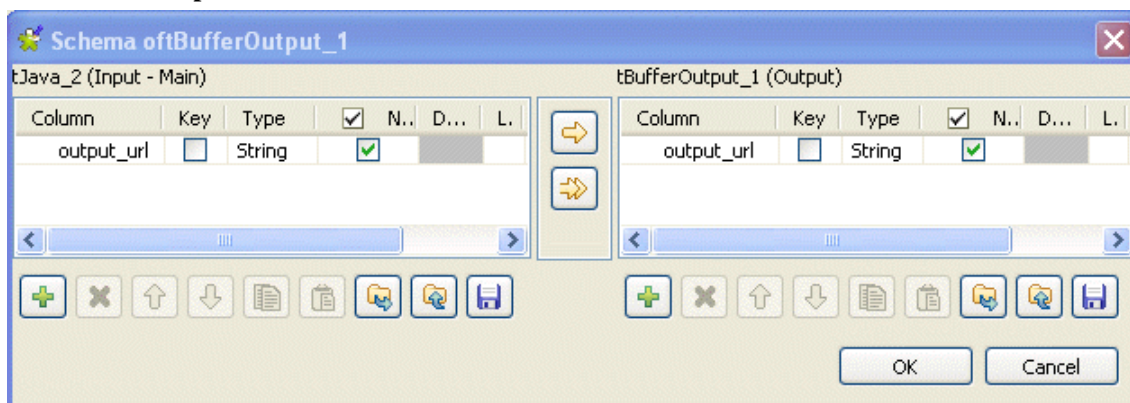 Schema oftBufferOutput_1
tJava_2 (Input - Main)
tBufferOutput_1 (Output)
Column Key Type N.. D... L.
output_url String
Column Key Type N.. D... L.
output_url String
OK Cancel